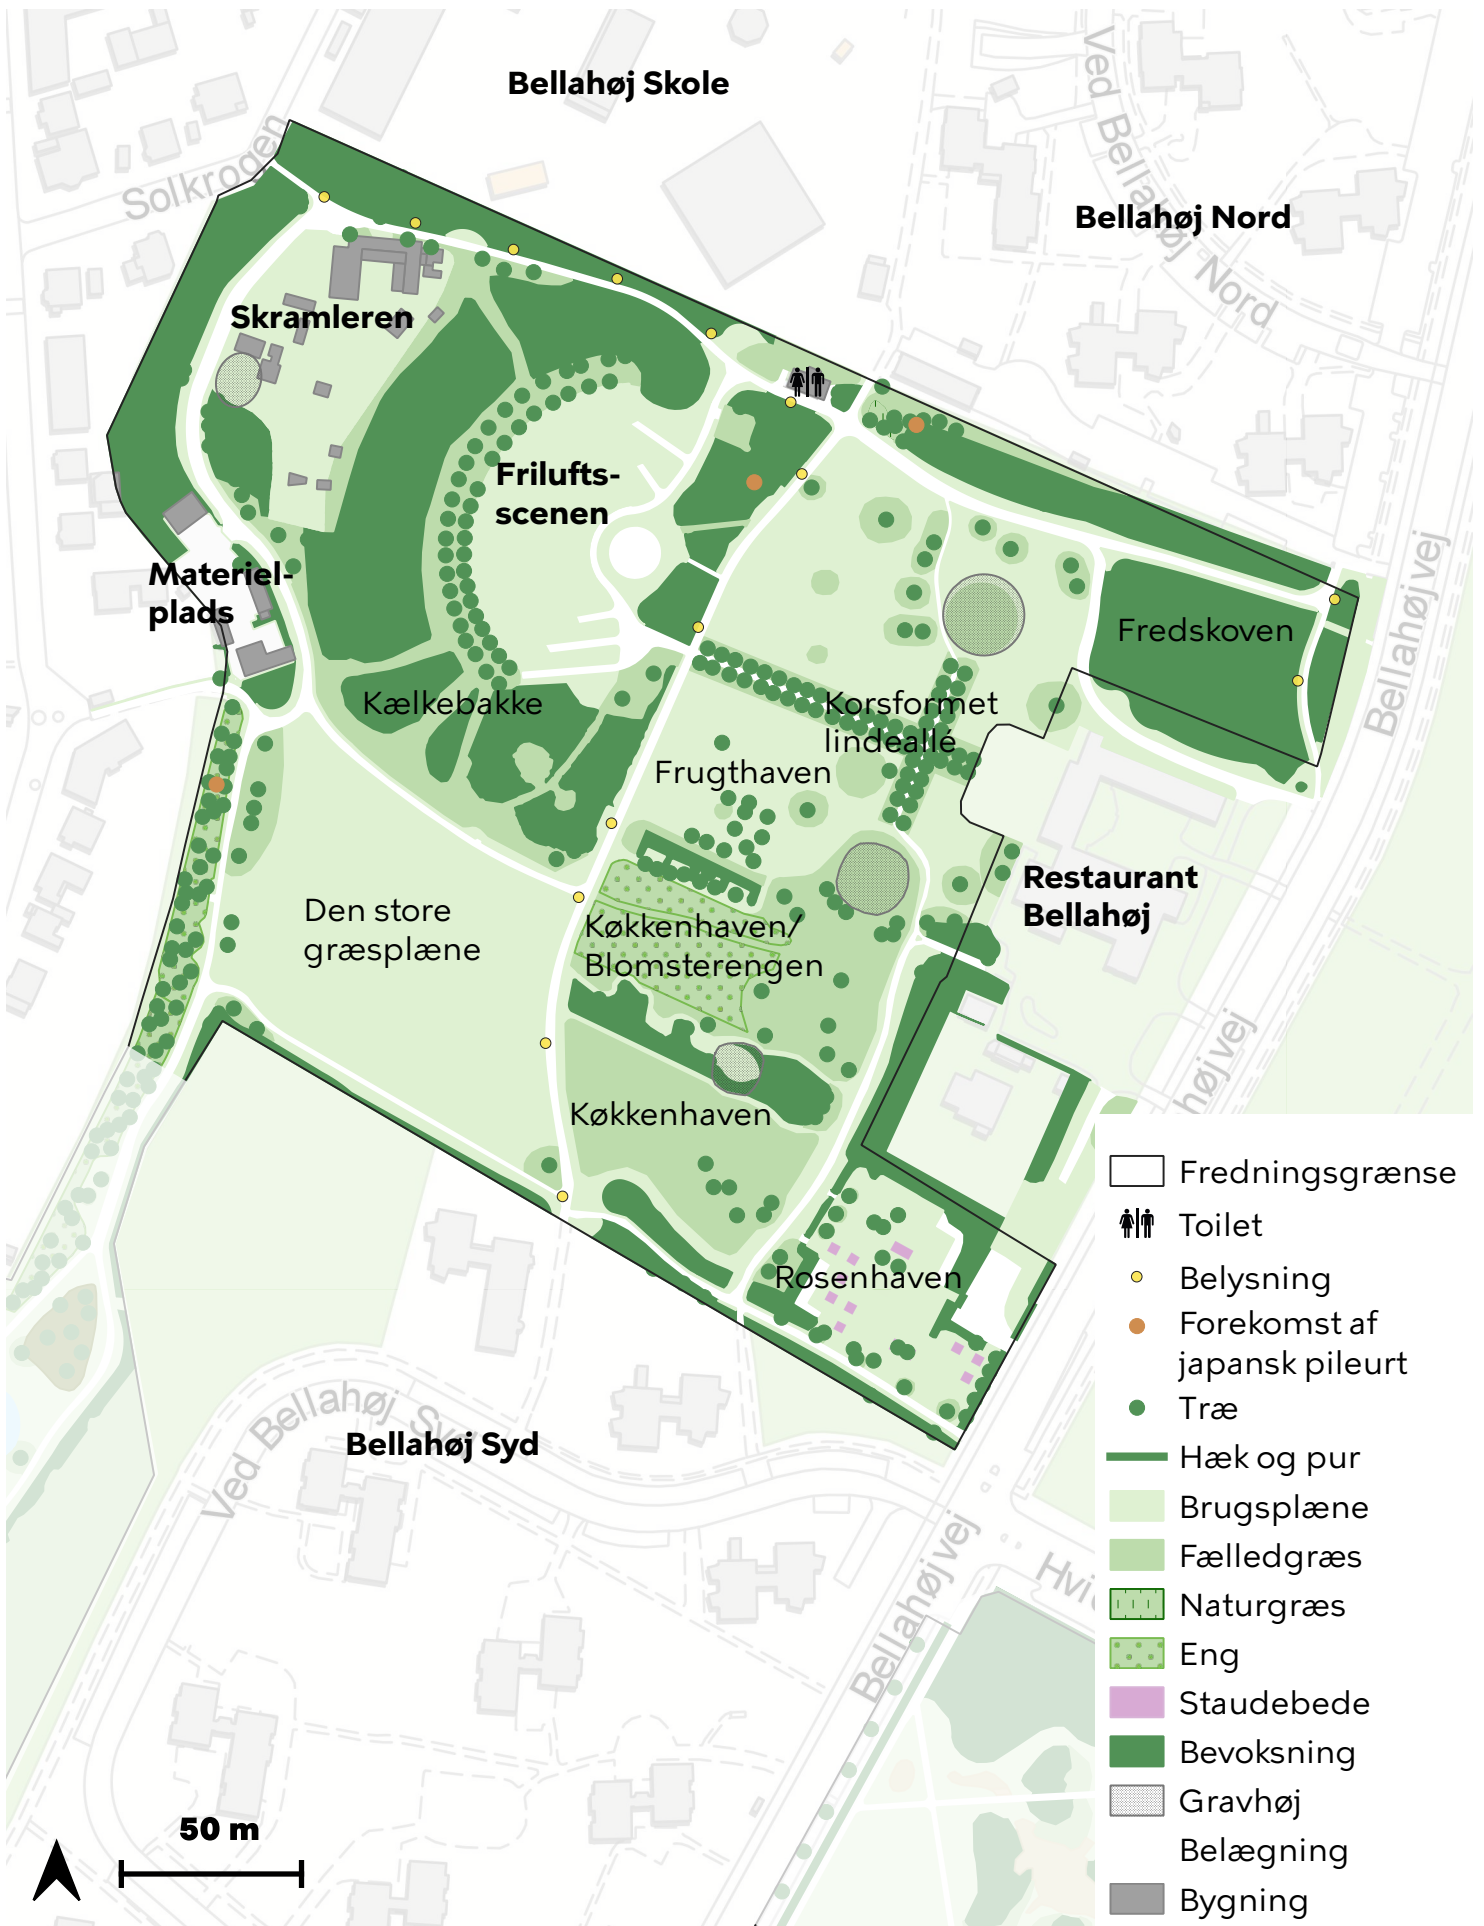 Bellahøj Skole
Ved Bellahøj Nord
Solkrogen
Bellahøj Nord
Skramleren
Frilufts-
scenen
Bellahøjvej
Materiel-
plads
Fredskoven
Kælkebakke
Korsformet
lindeallé
Frugthaven
Restaurant
Bellahøj
Den store
græsplæne
Køkkenhaven/
Blomsterengen
højvej
Køkkenhaven
Rosenhaven
Ved Bellahøj Syd
Bellahøj Syd
Bellahøjvej
Fredningsgrænse
Toilet
Belysning
Forekomst af
japansk pileurt
Træ
Hæk og pur
Brugsplæne
Fælledgræs
Naturgræs
Eng
Staudebede
Bevoksning
Gravhøj
Belægning
Bygning
50 m